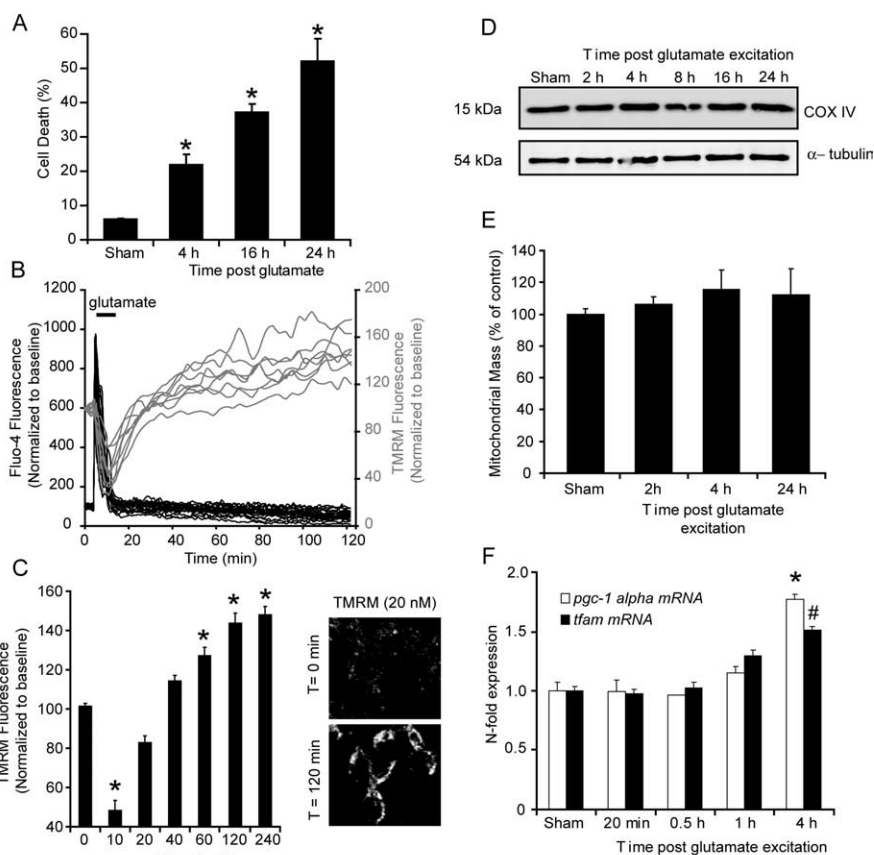 A
Cell Death (%)
60
50
40
30
20
10
0
*
*
*
Sham 4 h 16 h 24 h
Time post glutamate
B
glutamate
Fluo-4 Fluorescence
(Normalized to baseline)
1200
1000
800
600
400
200
0
200
160
120
80
40
0
TMRM Fluorescence
(Normalized to baseline)
0 20 40 60 80 100 120
Time (min)
C
TMRM Fluorescence
(Normalized to baseline)
160
140
120
100
80
60
40
*
*
*
*
0 10 20 40 60 120 240
TMRM (20 nM)
T= 0 min
T = 120 min
D
Time post glutamate excitation
Sham 2 h 4 h 8 h 16 h 24 h
15 kDa COX IV
54 kDa α– tubulin
E
Mitochondrial Mass (% of control)
140
120
100
80
60
40
20
0
Sham 2h 4 h 24 h
Time post glutamate
excitation
F
N-fold expression
2.0
1.5
1.0
0.5
0
pgc-1 alpha mRNA
tfam mRNA
*
#
Sham 20 min 0.5 h 1 h 4 h
Time post glutamate excitation